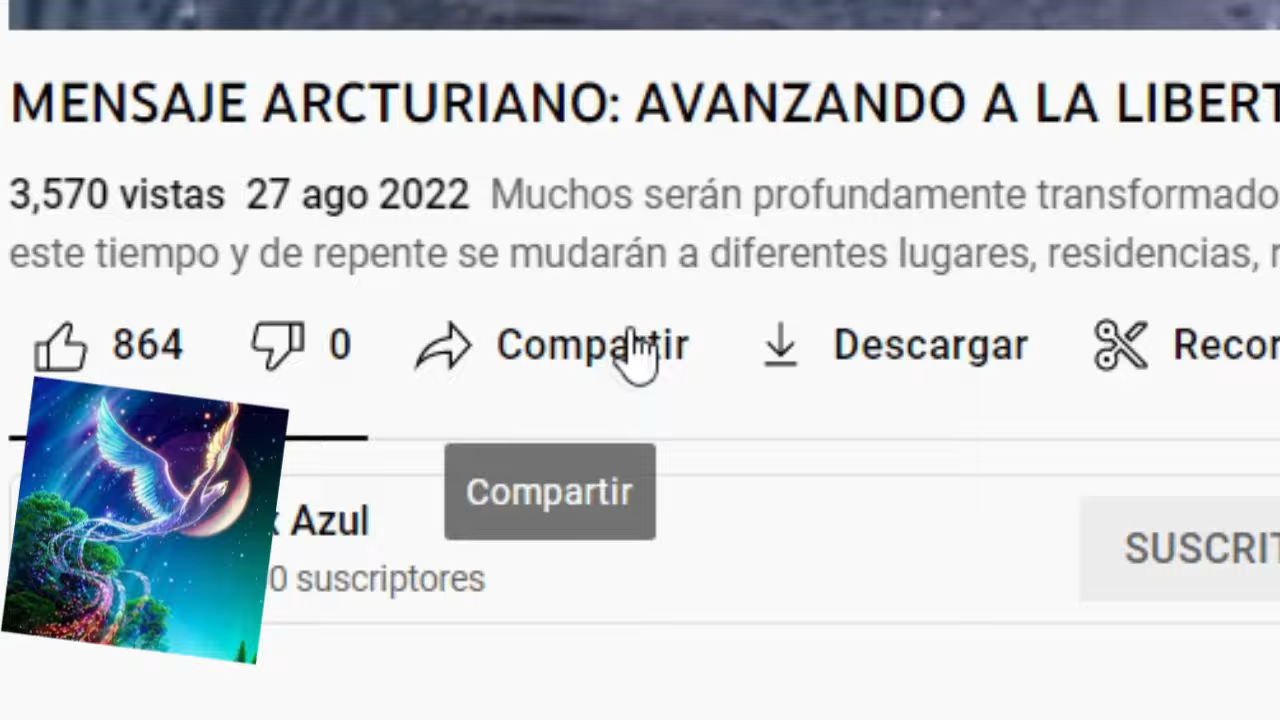 MENSAJE ARCTURIANO: AVANZANDO A LA LIBERT
3,570 vistas 27 ago 2022 Muchos serán profundamente transformado
este tiempo y de repente se mudarán a diferentes lugares, residencias,
864 0 Compartir Descargar Recor
Compartir
Azul
0 suscriptores
SUSCRIT